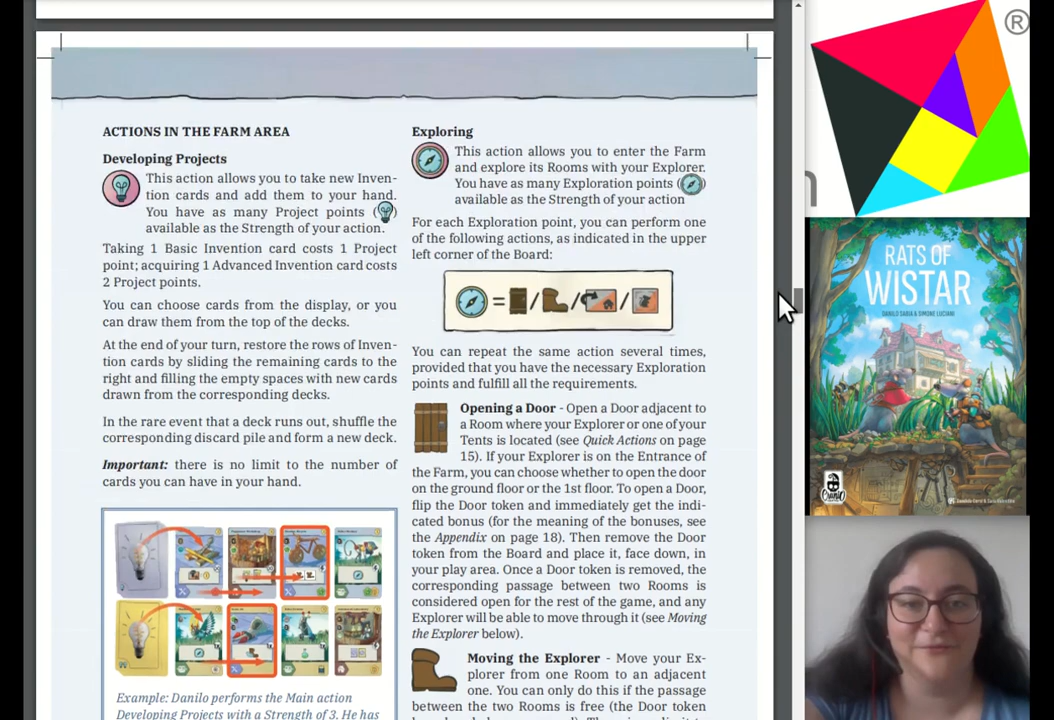 ACTIONS IN THE FARM AREA
Developing Projects
This action allows you to take new Inven-
tion cards and add them to your hand.
You have as many Project points ( )
available as the Strength of your action.
Taking 1 Basic Invention card costs 1 Project
point; acquiring 1 Advanced Invention card costs
2 Project points.
You can choose cards from the display, or you
can draw them from the top of the decks.
At the end of your turn, restore the rows of Inven-
tion cards by sliding the remaining cards to the
right and filling the empty spaces with new cards
drawn from the corresponding decks.
In the rare event that a deck runs out, shuffle the
corresponding discard pile and form a new deck.
Important: there is no limit to the number of
cards you can have in your hand.
Example: Danilo performs the Main action
Developing Projects with a Strength of 3. He has
Exploring
This action allows you to enter the Farm
and explore its Rooms with your Explorer.
You have as many Exploration points ( )
available as the Strength of your action
For each Exploration point, you can perform one
of the following actions, as indicated in the upper
left corner of the Board:
= / / /
You can repeat the same action several times,
provided that you have the necessary Exploration
points and fulfill all the requirements.
Opening a Door - Open a Door adjacent to
a Room where your Explorer or one of your
Tents is located (see Quick Actions on page
15). If your Explorer is on the Entrance of
the Farm, you can choose whether to open the door
on the ground floor or the 1st floor. To open a Door,
flip the Door token and immediately get the indi-
cated bonus (for the meaning of the bonuses, see
the Appendix on page 18). Then remove the Door
token from the Board and place it, face down, in
your play area. Once a Door token is removed, the
corresponding passage between two Rooms is
considered open for the rest of the game, and any
Explorer will be able to move through it (see Moving
the Explorer below).
Moving the Explorer - Move your Ex-
plorer from one Room to an adjacent
one. You can only do this if the passage
between the two Rooms is free (the Door token
®
RATS OF
WISTAR
DANILO SABIA & SIMONE LUCIANI